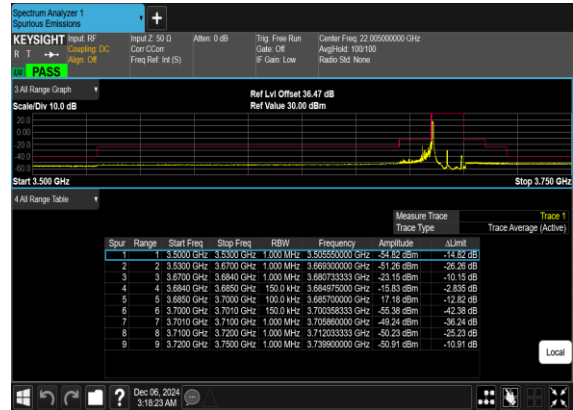 Spectrum Analyzer 1
Spurious Emissions
+
KEYSIGHT Input: RF Input Z: 50 Ω Atten: 0 dB Trig: Free Run Center Freq: 22.005000000 GHz
R T Coupling: DC Corr CCorr Gate: Off Avg|Hold: 100/100
Align: Off Freq Ref: Int (S) IF Gain: Low Radio Std: None
PASS
3 All Range Graph Ref Lvl Offset 36.47 dB
Scale/Div 10.0 dB Ref Value 30.00 dBm
20.0
0.00
-20.0
-40.0
-60.0
Start 3.500 GHz Stop 3.750 GHz
4 All Range Table
Measure Trace Trace 1
Trace Type Trace Average (Active)
Spur Range Start Freq Stop Freq RBW Frequency Amplitude ΔLimit
1 1 3.5000 GHz 3.5300 GHz 1.000 MHz 3.505550000 GHz -54.82 dBm -14.82 dB
2 2 3.5300 GHz 3.6700 GHz 1.000 MHz 3.669300000 GHz -51.26 dBm -26.26 dB
3 3 3.6700 GHz 3.6840 GHz 1.000 MHz 3.680733333 GHz -23.15 dBm -10.15 dB
4 4 3.6840 GHz 3.6850 GHz 150.0 kHz 3.684975000 GHz -15.83 dBm -2.835 dB
5 5 3.6850 GHz 3.7000 GHz 100.0 kHz 3.685700000 GHz 17.18 dBm -12.82 dB
6 6 3.7000 GHz 3.7010 GHz 150.0 kHz 3.700358333 GHz -55.38 dBm -42.38 dB
7 7 3.7010 GHz 3.7100 GHz 1.000 MHz 3.705860000 GHz -49.24 dBm -36.24 dB
8 8 3.7100 GHz 3.7200 GHz 1.000 MHz 3.712033333 GHz -50.23 dBm -25.23 dB
9 9 3.7200 GHz 3.7500 GHz 1.000 MHz 3.739900000 GHz -50.91 dBm -10.91 dB
Local
? Dec 06, 2024
3:18:23 AM